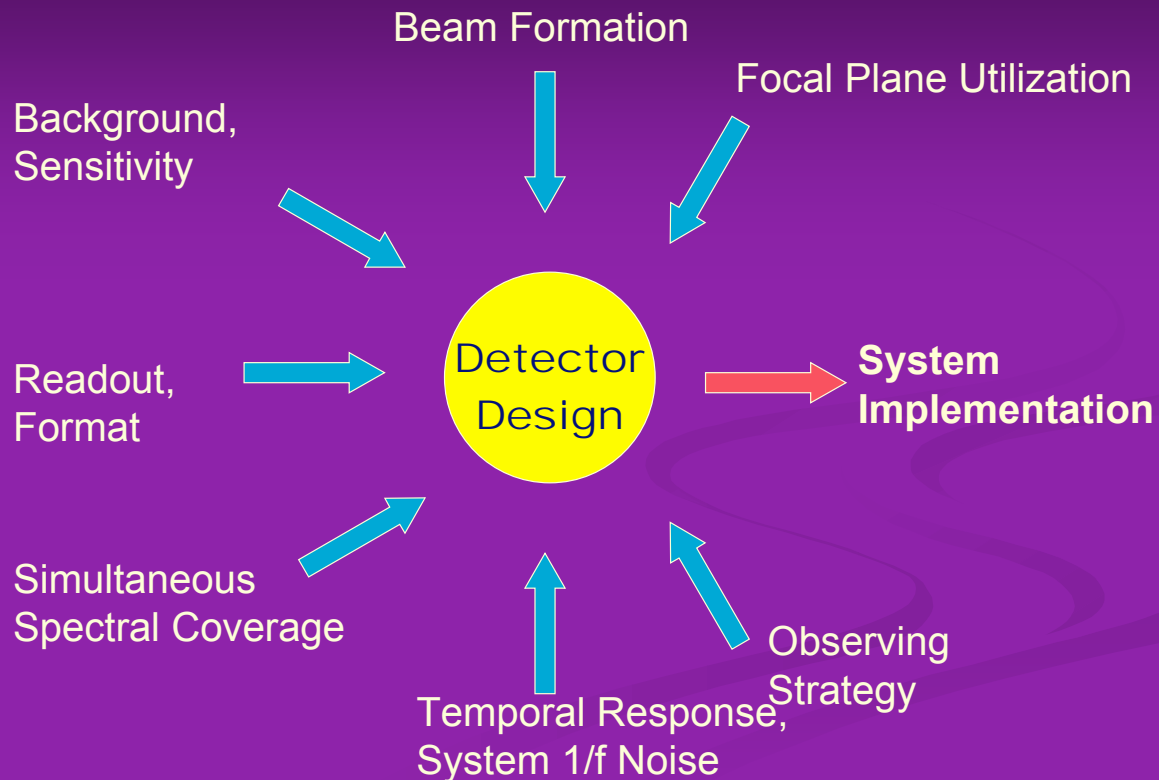 Beam Formation
Focal Plane Utilization
Background,
Sensitivity
Detector
Design
System
Implementation
Readout,
Format
Simultaneous
Spectral Coverage
Observing
Strategy
Temporal Response,
System 1/f Noise